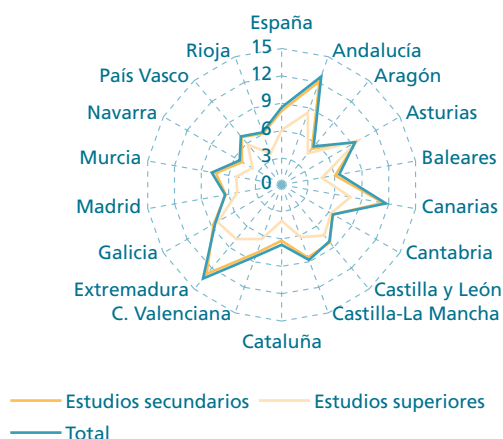 España
15
Rioja
Andalucía
12
País Vasco
Aragón
9
Navarra
Asturias
6
3
Murcia
Baleares
0
Madrid
Canarias
Galicia
Cantabria
Extremadura
Castilla y León
C. Valenciana
Castilla-La Mancha
Cataluña
Estudios secundarios
Estudios superiores
Total